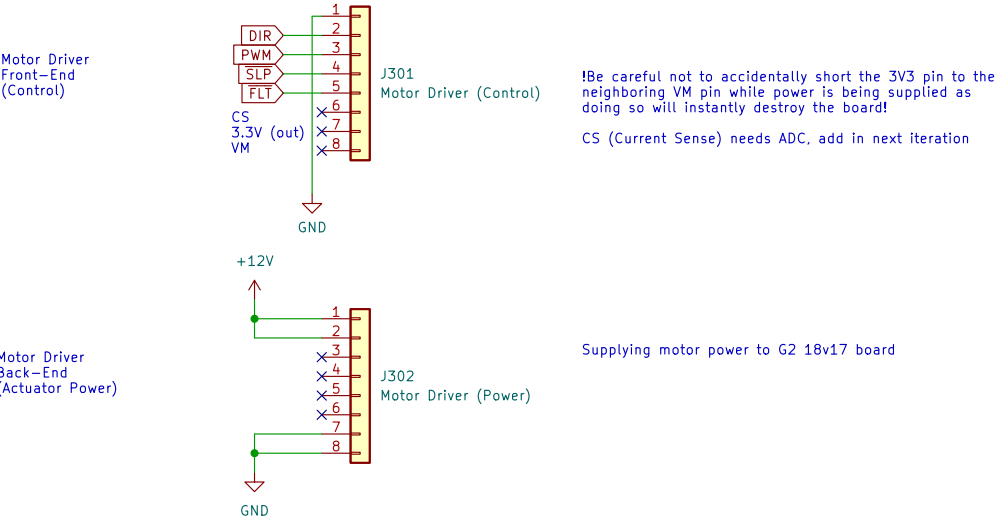 Motor Driver
Front-End
(Control)
DIR
PWM
SLP
FLT
CS
3.3V (out)
VM
1
2
3
4
5
6
7
8
J301
Motor Driver (Control)
!Be careful not to accidentally short the 3V3 pin to the
neighboring VM pin while power is being supplied as
doing so will instantly destroy the board!
CS (Current Sense) needs ADC, add in next iteration
GND
+12V
Motor Driver
Back-End
(Actuator Power)
1
2
3
4
5
6
7
8
J302
Motor Driver (Power)
Supplying motor power to G2 18v17 board
GND